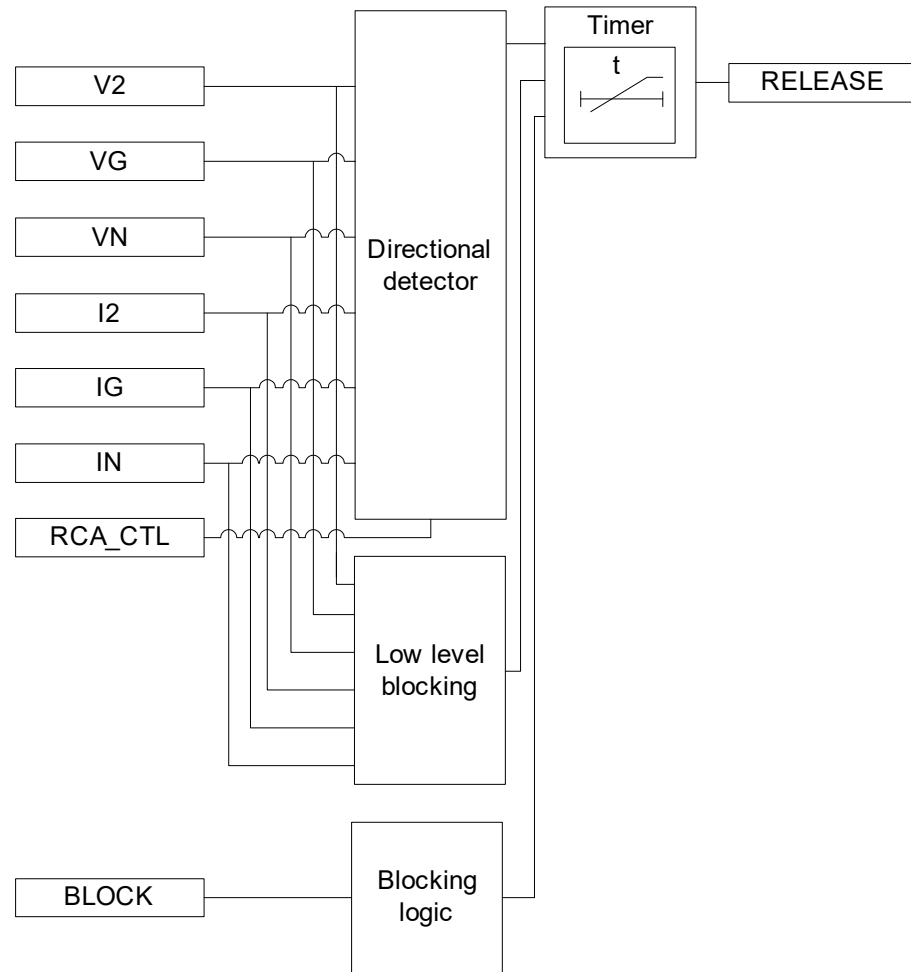 Timer
t
RELEASE
V2
VG
VN
Directional
detector
I2
IG
IN
RCA_CTL
Low level
blocking
BLOCK
Blocking
logic